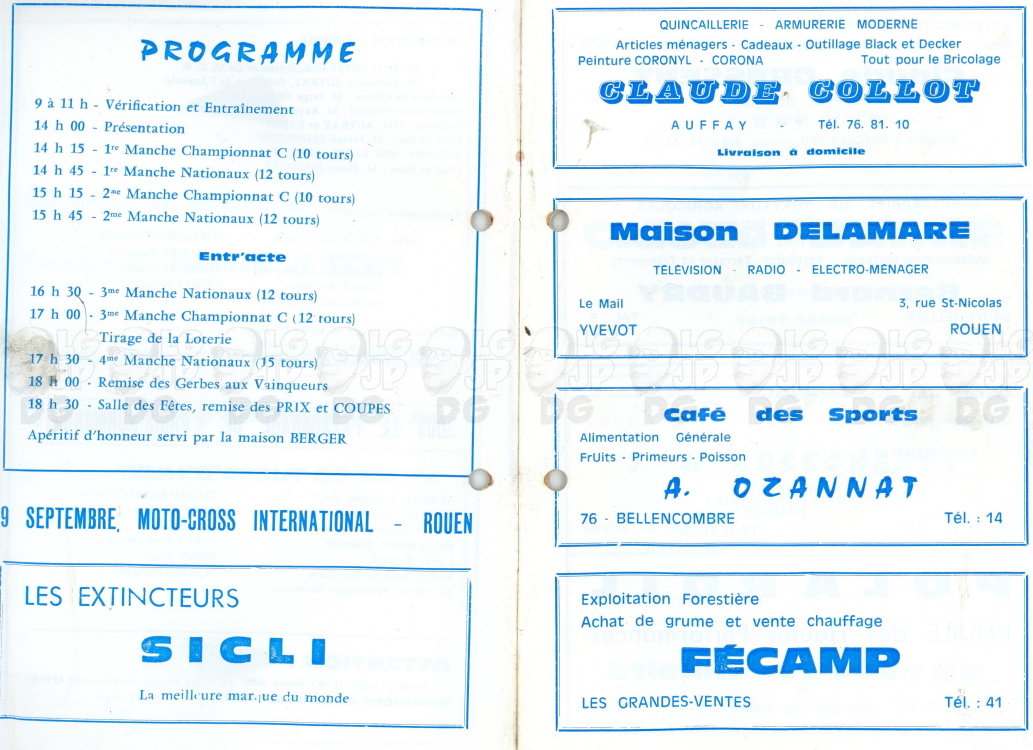 PROGRAMME
9 à 11 h - Vérification et Entraînement
14 h 00 - Présentation
14 h 15 - 1re Manche Championnat C (10 tours)
14 h 45 - 1re Manche Nationaux (12 tours)
15 h 15 - 2me Manche Championnat C (10 tours)
15 h 45 - 2me Manche Nationaux (12 tours)
Entr'acte
16 h 30 - 3me Manche Nationaux (12 tours)
17 h 00 - 3me Manche Championnat C (12 tours)
Tirage de la Loterie
17 h 30 - 4me Manche Nationaux (15 tours)
18 h 00 - Remise des Gerbes aux Vainqueurs
18 h 30 - Salle des Fêtes, remise des PRIX et COUPES
Apéritif d'honneur servi par la maison BERGER
9 SEPTEMBRE, MOTO-CROSS INTERNATIONAL - ROUEN
LES EXTINCTEURS
SICLI
La meilleure marque du monde
QUINCAILLERIE - ARMURERIE MODERNE
Articles ménagers - Cadeaux - Outillage Black et Decker
Peinture CORONYL - CORONA Tout pour le Bricolage
CLAUDE COLLOT
AUFFAY - Tél. 76. 81. 10
Livraison à domicile
Maison DELAMARE
TELEVISION - RADIO - ELECTRO-MENAGER
Le Mail 3, rue St-Nicolas
YVEVOT ROUEN
Café des Sports
Alimentation Générale
FrUits - Primeurs - Poisson
A. OZANNAT
76 - BELLENCOMBRE Tél. : 14
Exploitation Forestière
Achat de grume et vente chauffage
FÉCAMP
LES GRANDES-VENTES Tél. : 41
LGJP DG